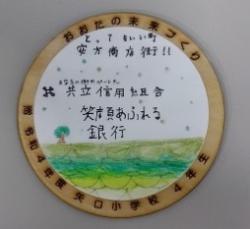 おおたの未来づくり
とってもいい町
安方商店街!!
共立信用組合
笑顔あふれる
銀行
令和4年度 矢口小学校 4年生